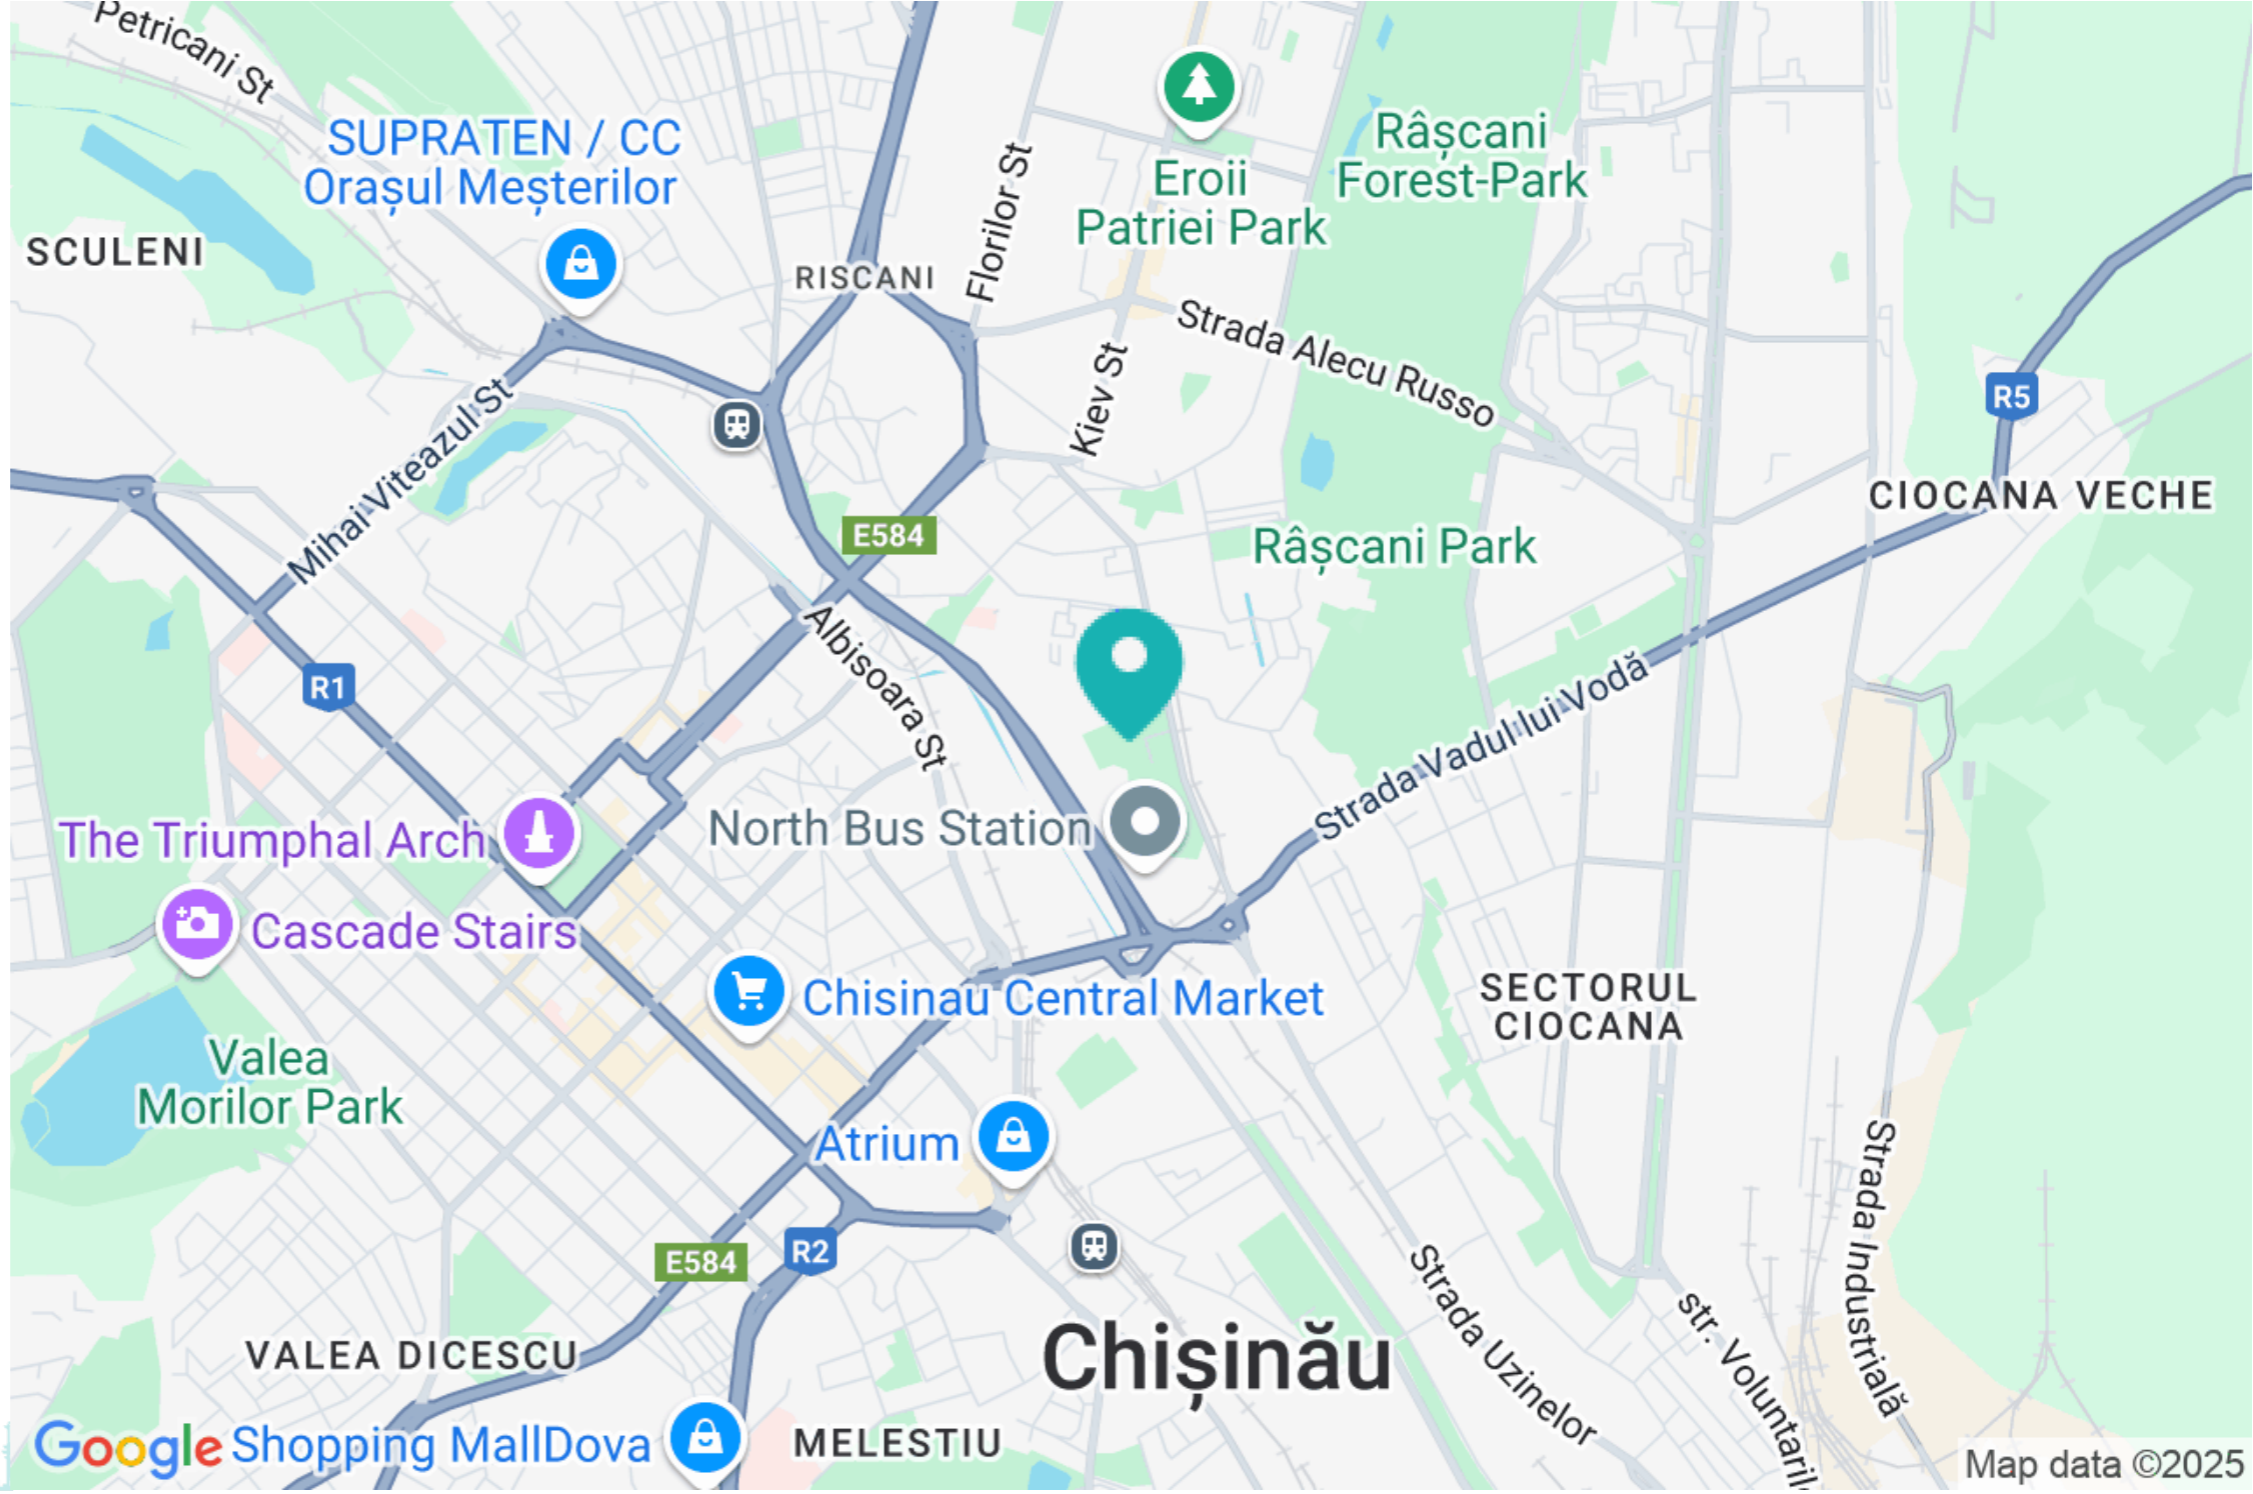 Petricani St
SUPRATEN / CC
Orașul Meșterilor
SCULENI
RISCANI
Florilor St
Eroii
Patriei Park
Râșcani
Forest-Park
Strada Alecu Russo
Kiev St
Mihai Viteazul St
R5
CIOCANA VECHE
E584
Râșcani Park
Albisoara St
R1
Strada Vadul lui Vodă
The Triumphal Arch
North Bus Station
Cascade Stairs
Chisinau Central Market
SECTORUL
CIOCANA
Valea
Morilor Park
Atrium
Strada Industrială
E584
R2
Strada Uzinelor
str. Voluntaril
VALEA DICESCU
Chișinău
Google
Shopping MallDova
MELESTIU
Map data ©2025